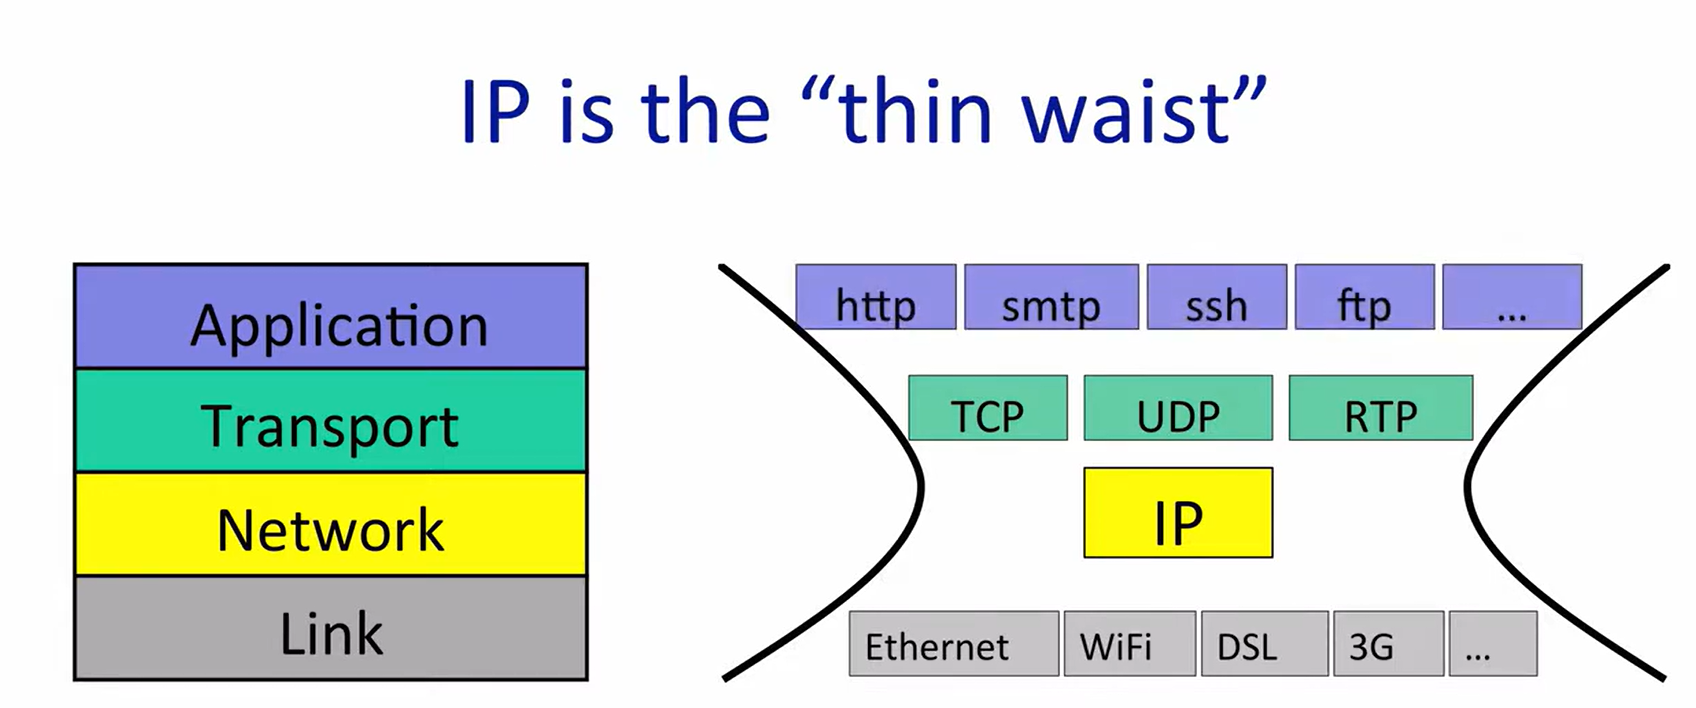 IP is the “thin waist”
Application
Transport
Network
Link
http smtp ssh ftp ...
TCP UDP RTP
IP
Ethernet WiFi DSL 3G ...